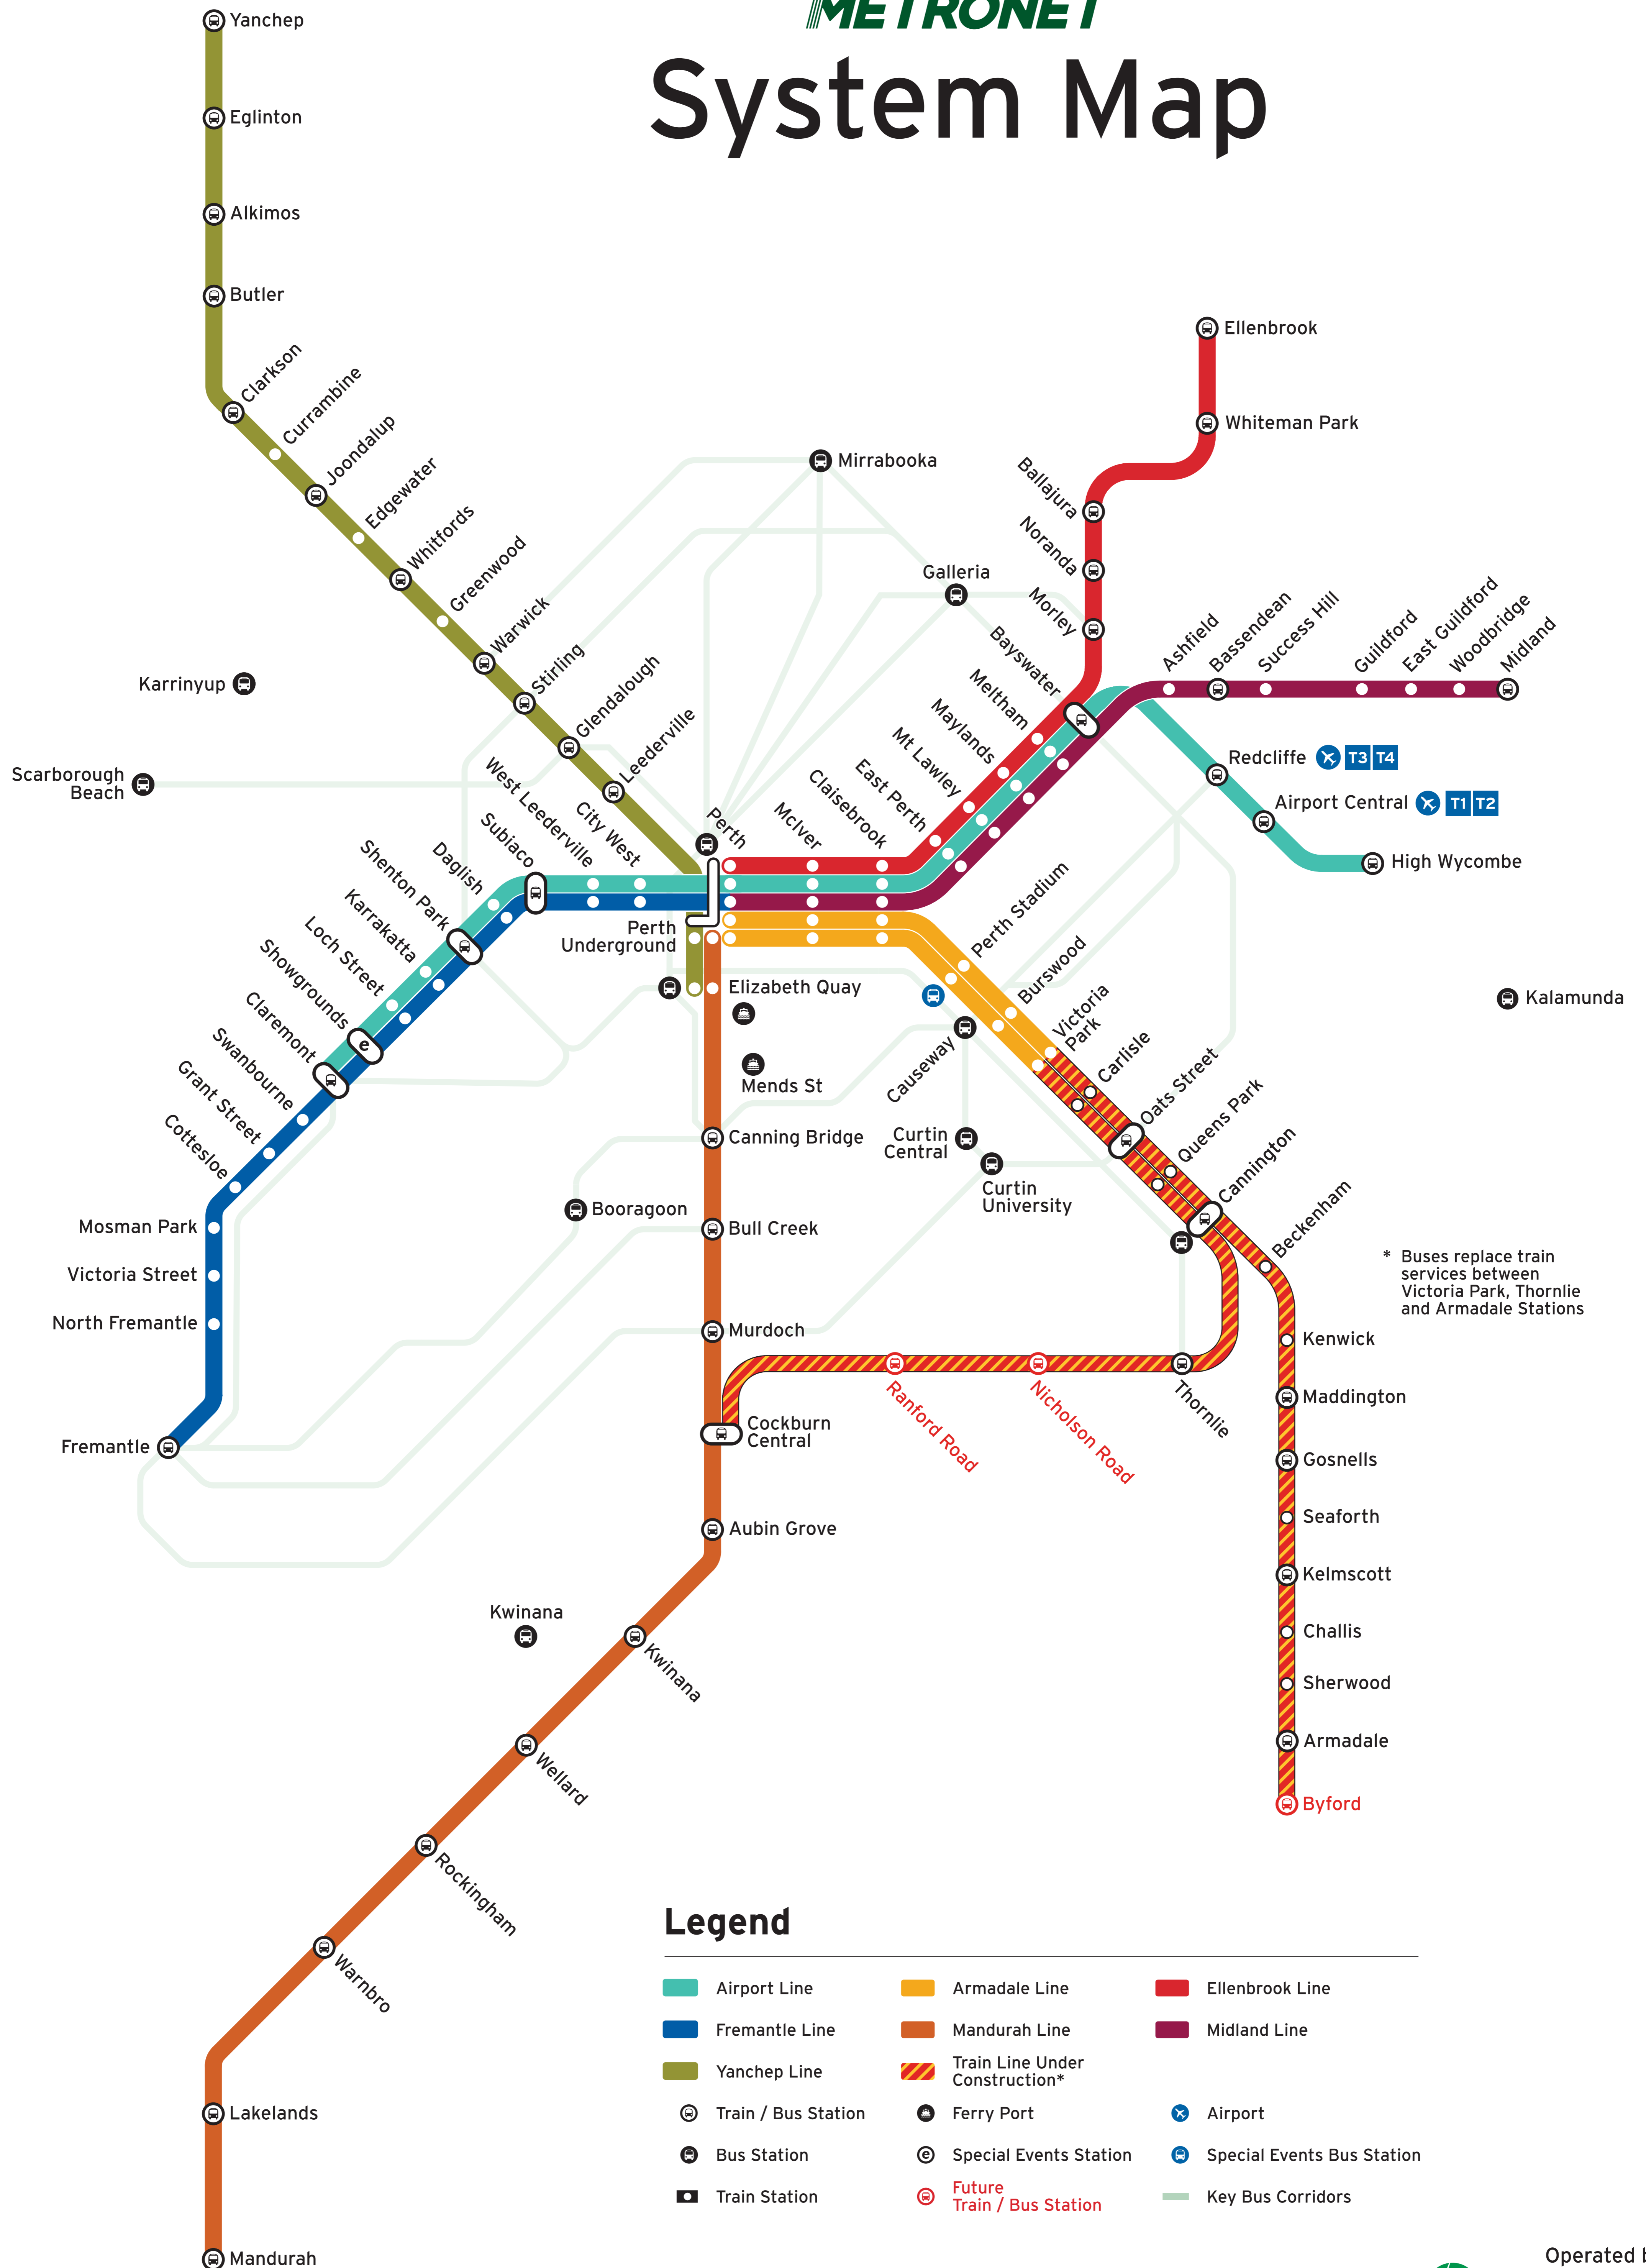 METRONET
System Map
Yanchep
Eglinton
Alkimos
Butler
Clarkson
Currambine
Joondalup
Edgewater
Whitfords
Greenwood
Warwick
Stirling
Glendalough
Leederville
Ellenbrook
Whiteman Park
Ballajura
Noranda
Morley
Mirrabooka
Galleria
Karrinyup
Scarborough
Beach
Bayswater
Meltham
Maylands
Mt Lawley
East Perth
Claisebrook
McIver
Perth
Ashfield
Bassendean
Success Hill
Guildford
East Guildford
Woodbridge
Midland
Redcliffe
T3
T4
Airport Central
T1
T2
High Wycombe
City West
West Leederville
Subiaco
Daglish
Shenton Park
Karrakatta
Loch Street
Showgrounds
e
Claremont
Swanbourne
Grant Street
Cottesloe
Mosman Park
Victoria Street
North Fremantle
Fremantle
Perth
Underground
Elizabeth Quay
Mends St
Perth Stadium
Burswood
Victoria
Park
Carlisle
Oats Street
Queens Park
Cannington
Beckenham
Kalamunda
Causeway
Curtin
Central
Curtin
University
Canning Bridge
Booragoon
Bull Creek
Murdoch
Cockburn
Central
Ranford Road
Nicholson Road
Thornlie
* Buses replace train
services between
Victoria Park, Thornlie
and Armadale Stations
Kenwick
Maddington
Gosnells
Seaforth
Kelmscott
Challis
Sherwood
Armadale
Byford
Aubin Grove
Kwinana
Kwinana
Wellard
Rockingham
Warnbro
Lakelands
Mandurah
Legend
Airport Line
Armadale Line
Ellenbrook Line
Fremantle Line
Mandurah Line
Midland Line
Yanchep Line
Train Line Under
Construction*
Train / Bus Station
Ferry Port
Airport
Bus Station
e
Special Events Station
Special Events Bus Station
Train Station
Future
Train / Bus Station
Key Bus Corridors
Operated